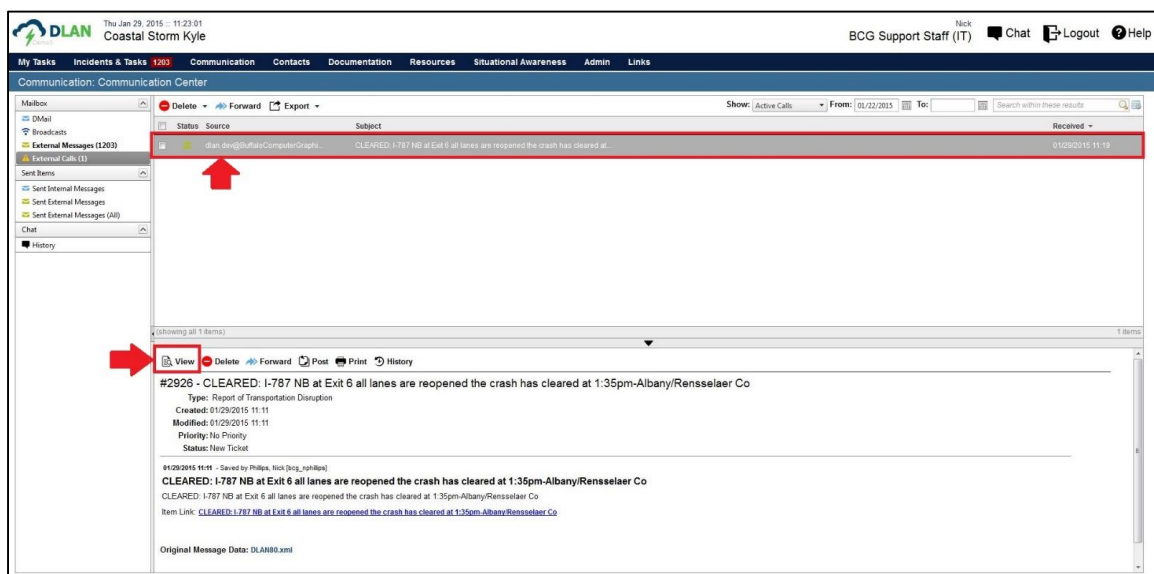 DLAN Thu Jan 29, 2015 :: 11:23:01
Coastal Storm Kyle
Nick
BCG Support Staff (IT) Chat Logout Help
My Tasks Incidents & Tasks 1203 Communication Contacts Documentation Resources Situational Awareness Admin Links
Communication: Communication Center
Mailbox
DMail
Broadcasts
External Messages (1203)
External Calls (1)
Sent Items
Sent Internal Messages
Sent External Messages
Sent External Messages (All)
Chat
History
Delete Forward Export Show: Active Calls From: 01/22/2015 To: Search within these results
Status Source Subject Received
dlan.dev@BuffaloComputerGraphi... CLEARED: I-787 NB at Exit 6 all lanes are reopened the crash has cleared at... 01/29/2015 11:19
(showing all 1 items) 1 items
View Delete Forward Post Print History
#2926 - CLEARED: I-787 NB at Exit 6 all lanes are reopened the crash has cleared at 1:35pm-Albany/Rensselaer Co
Type: Report of Transportation Disruption
Created: 01/29/2015 11:11
Modified: 01/29/2015 11:11
Priority: No Priority
Status: New Ticket
01/29/2015 11:11 - Saved by Philips, Nick [bcg_nphilips]
CLEARED: I-787 NB at Exit 6 all lanes are reopened the crash has cleared at 1:35pm-Albany/Rensselaer Co
CLEARED: I-787 NB at Exit 6 all lanes are reopened the crash has cleared at 1:35pm-Albany/Rensselaer Co
Item Link: CLEARED: I-787 NB at Exit 6 all lanes are reopened the crash has cleared at 1:35pm-Albany/Rensselaer Co
Original Message Data: DLAN80.xml